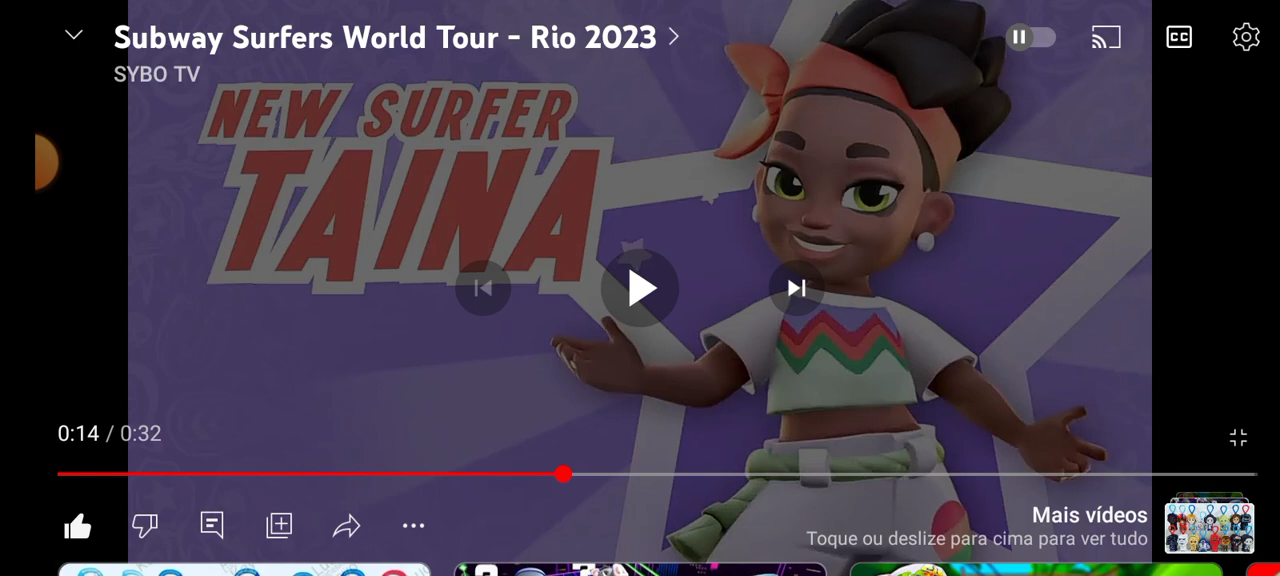 Subway Surfers World Tour - Rio 2023
SYBO TV
CC
NEW SURFER
TAINA
0:14 / 0:32
Mais vídeos
Toque ou deslize para cima para ver tudo